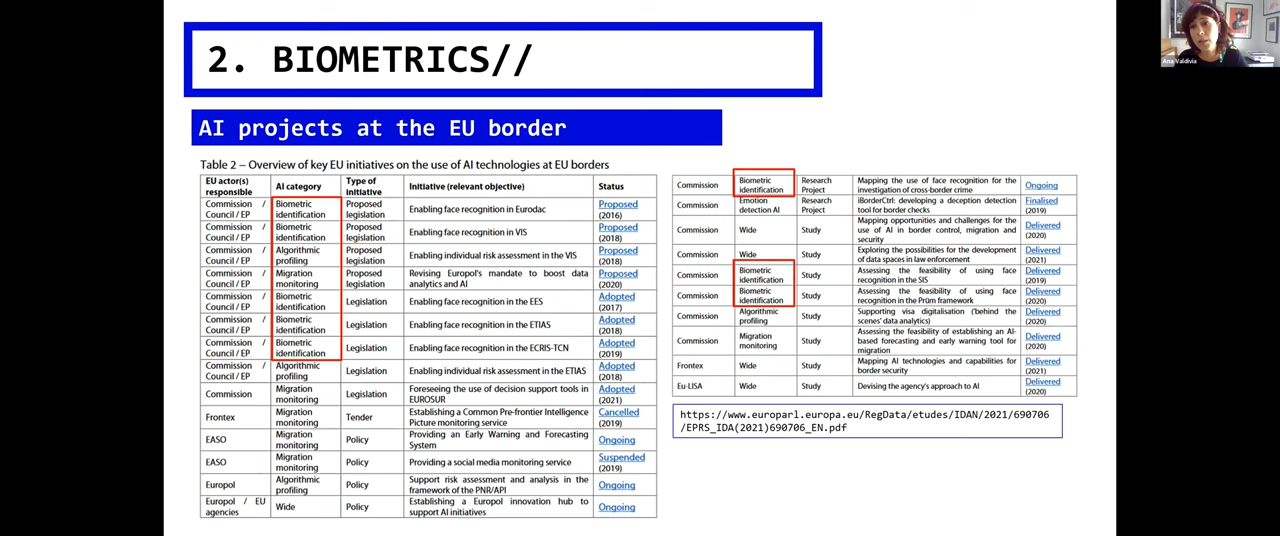 2. BIOMETRICS//
Ana Valdivia
AI projects at the EU border
Table 2 – Overview of key EU initiatives on the use of AI technologies at EU borders
EU actor(s) responsible AI category Type of initiative Initiative (relevant objective) Status
Commission / Council / EP Biometric identification Proposed legislation Enabling face recognition in Eurodac Proposed (2016)
Commission / Council / EP Biometric identification Proposed legislation Enabling face recognition in VIS Proposed (2018)
Commission / Council / EP Algorithmic profiling Proposed legislation Enabling individual risk assessment in the VIS Proposed (2018)
Commission / Council / EP Migration monitoring Proposed legislation Revising Europol's mandate to boost data analytics and AI Proposed (2020)
Commission / Council / EP Biometric identification Legislation Enabling face recognition in the EES Adopted (2017)
Commission / Council / EP Biometric identification Legislation Enabling face recognition in the ETIAS Adopted (2018)
Commission / Council / EP Biometric identification Legislation Enabling face recognition in the ECRIS-TCN Adopted (2019)
Commission / Council / EP Algorithmic profiling Legislation Enabling individual risk assessment in the ETIAS Adopted (2018)
Commission Migration monitoring Legislation Foreseeing the use of decision support tools in EUROSUR Adopted (2021)
Frontex Migration monitoring Tender Establishing a Common Pre-frontier Intelligence Picture monitoring service Cancelled (2019)
EASO Migration monitoring Policy Providing an Early Warning and Forecasting System Ongoing
EASO Migration monitoring Policy Providing a social media monitoring service Suspended (2019)
Europol Algorithmic profiling Policy Support risk assessment and analysis in the framework of the PNR/API Ongoing
Europol / EU agencies Wide Policy Establishing a Europol innovation hub to support AI initiatives Ongoing
Commission Biometric identification Research Project Mapping the use of face recognition for the investigation of cross-border crime Ongoing
Commission Emotion detection AI Research Project iBorderCtrl: developing a deception detection tool for border checks Finalised (2019)
Commission Wide Study Mapping opportunities and challenges for the use of AI in border control, migration and security Delivered (2020)
Commission Wide Study Exploring the possibilities for the development of data spaces in law enforcement Delivered (2021)
Commission Biometric identification Study Assessing the feasibility of using face recognition in the SIS Delivered (2019)
Commission Biometric identification Study Assessing the feasibility of using face recognition in the Prüm framework Delivered (2020)
Commission Algorithmic profiling Study Supporting visa digitalisation ('behind the scenes' data analytics) Delivered (2020)
Commission Migration monitoring Study Assessing the feasibility of establishing an AI-based forecasting and early warning tool for migration Delivered (2020)
Frontex Wide Study Mapping AI technologies and capabilities for border security Delivered (2021)
Eu-LISA Wide Study Devising the agency's approach to AI Delivered (2020)
https://www.europarl.europa.eu/RegData/etudes/IDAN/2021/690706
/EPRS_IDA(2021)690706_EN.pdf